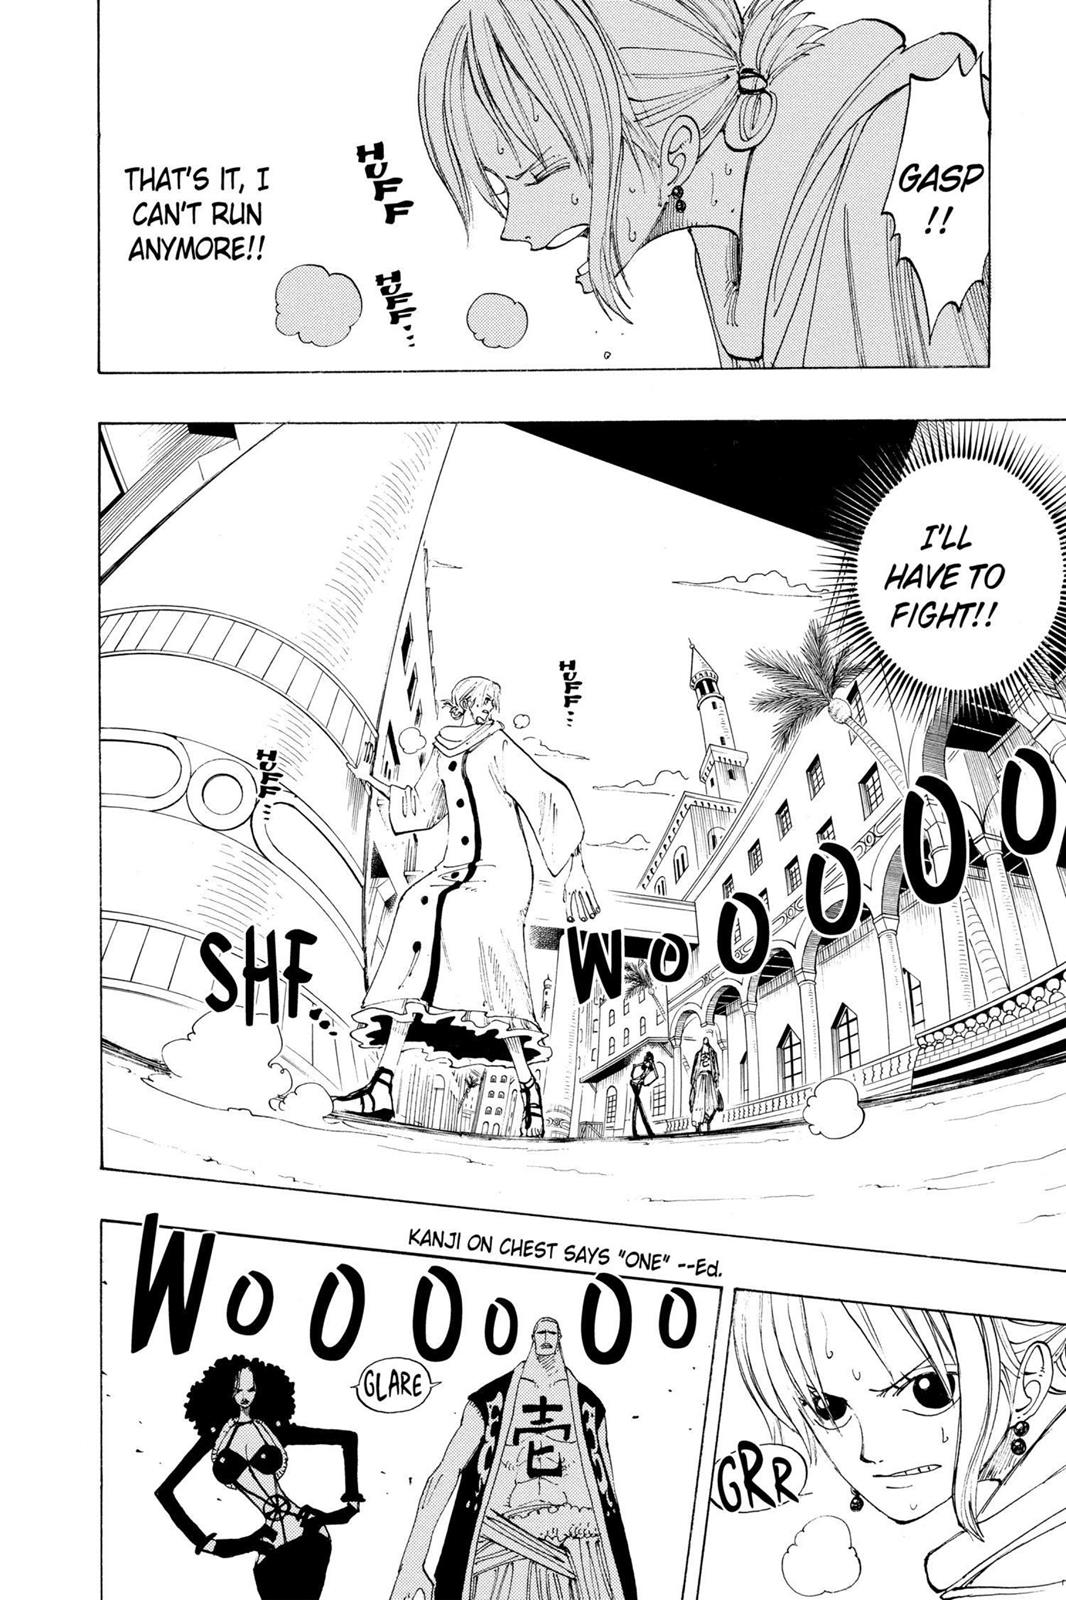 GASP
!!
HUFF
HUFF...
THAT'S IT, I
CAN'T RUN
ANYMORE!!
I'LL
HAVE TO
FIGHT!!
HUFF...
HUFF...
SHF...
WOOOOO
KANJI ON CHEST SAYS "ONE" --Ed.
WOOOOOO
GLARE
壱
GRR